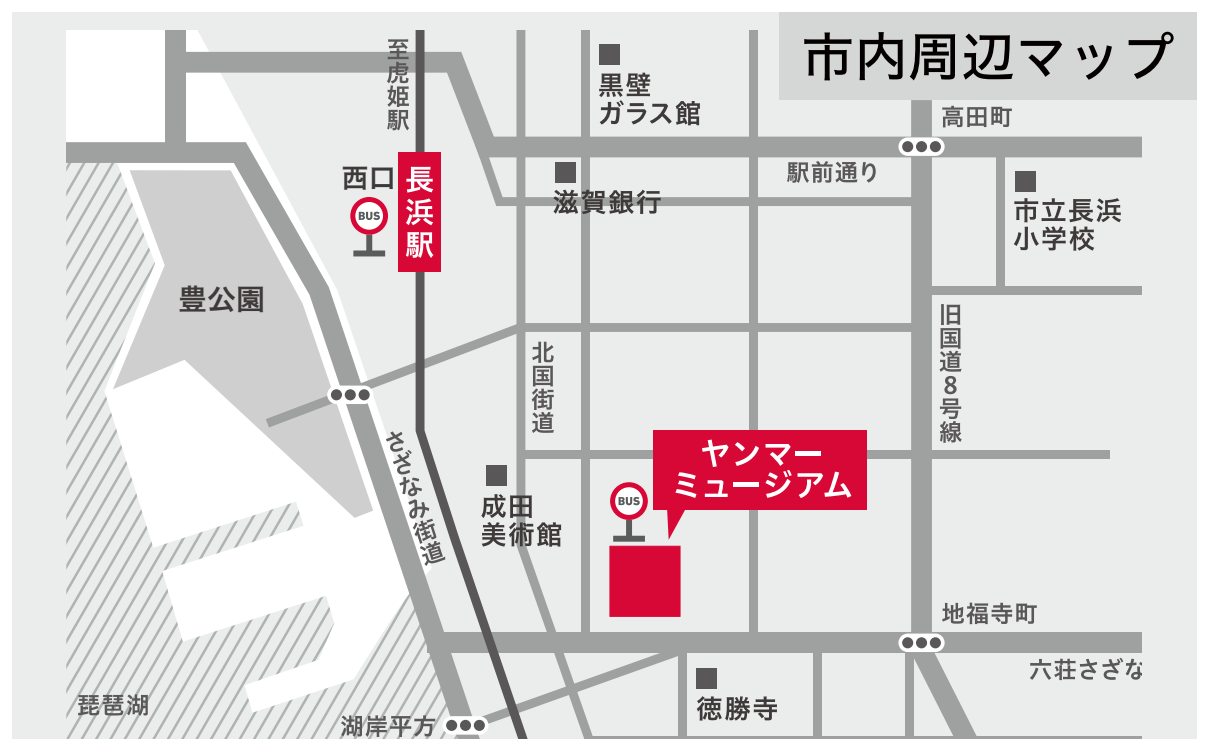 市内周辺マップ
至虎姫駅
黒壁
ガラス館
高田町
駅前通り
西口
長浜駅
BUS
滋賀銀行
市立長浜
小学校
豊公園
旧国道8号線
北国街道
さざなみ街道
ヤンマー
ミュージアム
BUS
成田
美術館
地福寺町
六荘さざな
徳勝寺
琵琶湖
湖岸平方